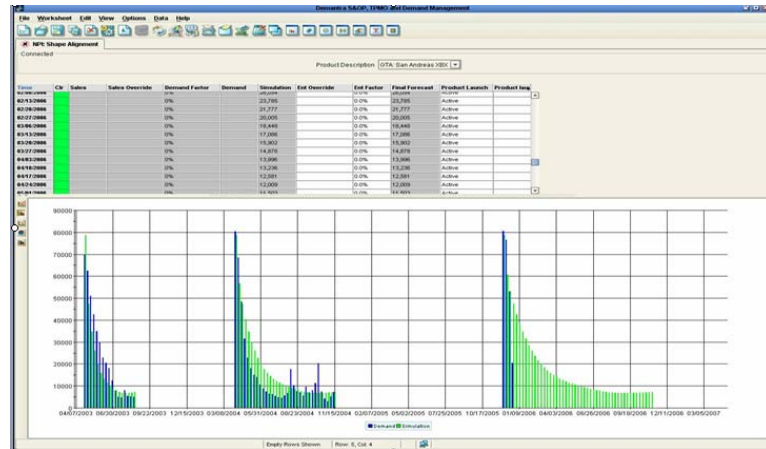 Demantra S&OP, TPMO and Demand Management
File Worksheet Edit View Options Data Help
NPI: Shape Alignment
Connected
Product Description GTA: San Andreas XBX
Time Clr Sales Sales Override Demand Factor Demand Simulation Ent Override Ent Factor Final Forecast Product Launch
02/13/2006 0% 23,785 0.0% 23,785 Active
02/20/2006 0% 21,777 0.0% 21,777 Active
02/27/2006 0% 20,005 0.0% 20,005 Active
03/06/2006 0% 18,448 0.0% 18,448 Active
03/13/2006 0% 17,086 0.0% 17,086 Active
03/20/2006 0% 15,902 0.0% 15,902 Active
03/27/2006 0% 14,878 0.0% 14,878 Active
04/03/2006 0% 13,996 0.0% 13,996 Active
04/10/2006 0% 13,236 0.0% 13,236 Active
04/17/2006 0% 12,581 0.0% 12,581 Active
04/24/2006 0% 12,009 0.0% 12,009 Active
90000
80000
70000
60000
50000
40000
30000
20000
10000
0
04/07/2003 06/30/2003 09/23/2003 12/15/2003 03/08/2004 05/31/2004 08/23/2004 11/15/2004 02/07/2005 05/02/2005 07/25/2005 10/17/2005 01/09/2006 04/03/2006 06/26/2006 09/18/2006 12/11/2006 03/05/2007
Demand Simulation
Empty Rows Shown Row: 5, Col: 4